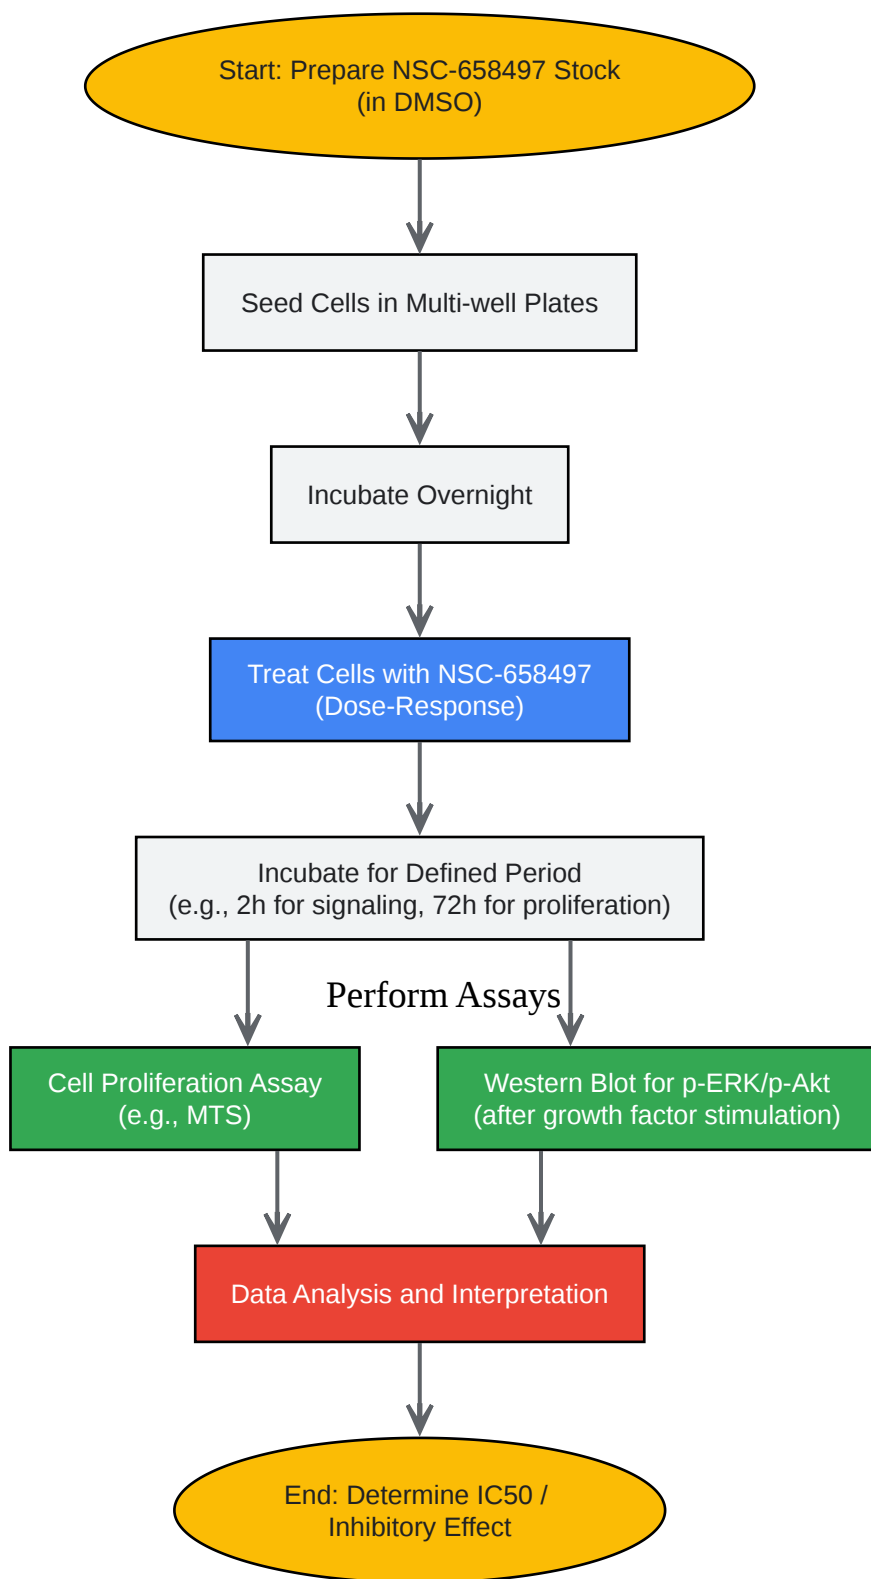 Start: Prepare NSC-658497 Stock
(in DMSO)
Seed Cells in Multi-well Plates
Incubate Overnight
Treat Cells with NSC-658497
(Dose-Response)
Incubate for Defined Period
(e.g., 2h for signaling, 72h for proliferation)
Perform Assays
Cell Proliferation Assay
(e.g., MTS)
Western Blot for p-ERK/p-Akt
(after growth factor stimulation)
Data Analysis and Interpretation
End: Determine IC50 /
Inhibitory Effect